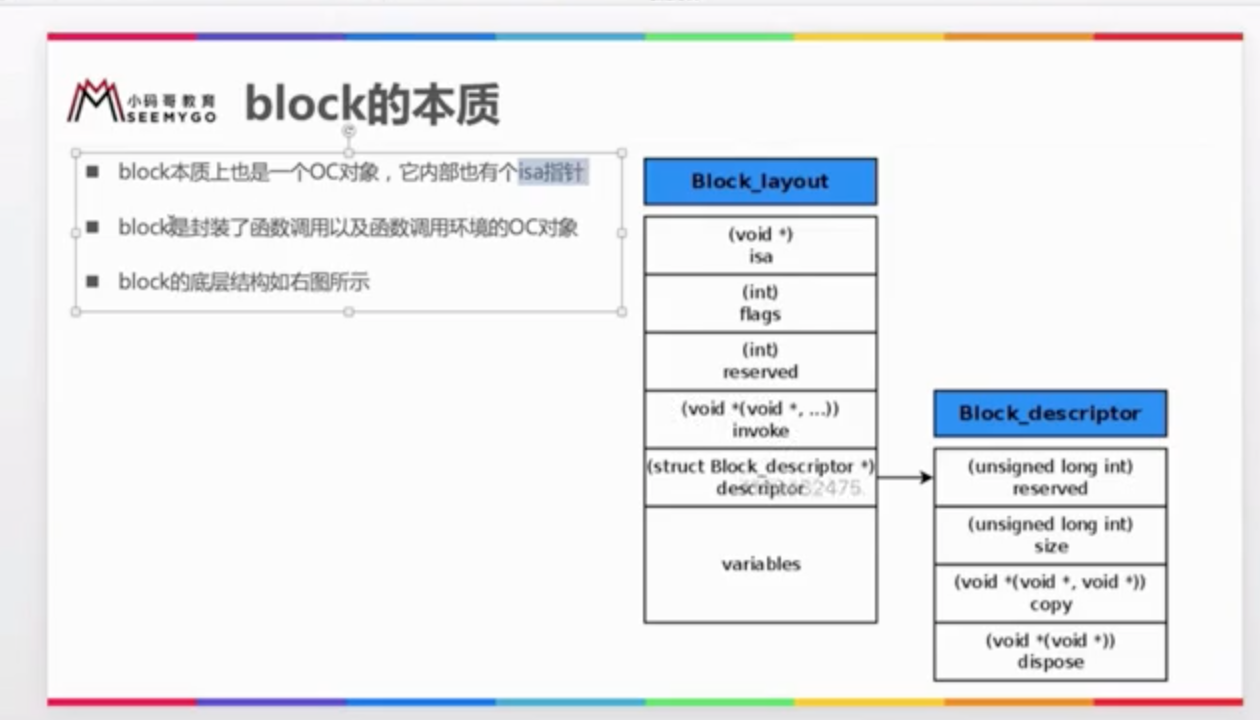 小码哥教育
SEEMYGO
block的本质
block本质上也是一个OC对象，它内部也有个isa指针
block是封装了函数调用以及函数调用环境的OC对象
block的底层结构如右图所示
Block_layout
(void *)
isa
(int)
flags
(int)
reserved
(void *(void *, ...))
invoke
(struct Block_descriptor *)
descriptor
variables
Block_descriptor
(unsigned long int)
reserved
(unsigned long int)
size
(void *(void *, void *))
copy
(void *(void *))
dispose